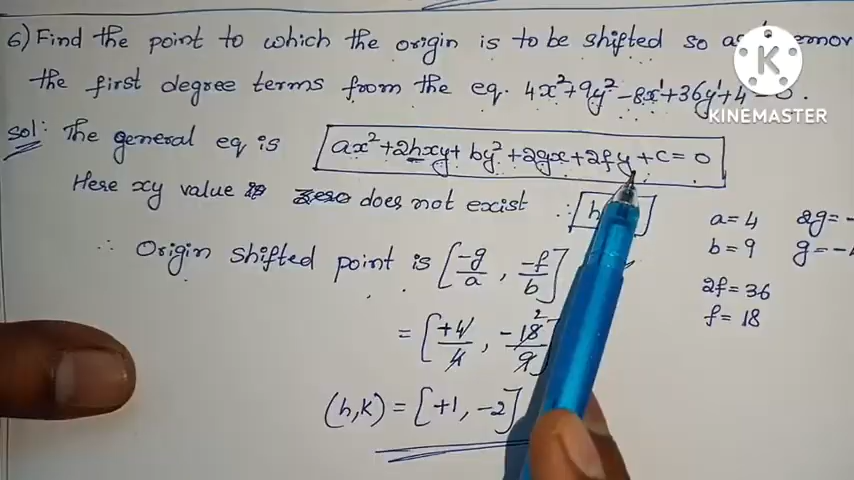 6) Find the point to which the origin is to be shifted so as
the first degree terms from the eq. 4x²+9y²-8x+36y+4=0.
KINEMASTER
Sol: The general eq is ax²+2hxy+by²+2gx+2fy+c=0
Here xy value is does not exist ∴ h
a=4 2g=-
b=9 g=-
∴ Origin shifted point is [-g/a, -f/b]
2f=36
f=18
= [+4/4, -18/9]
2
(h,k) = [+1, -2]